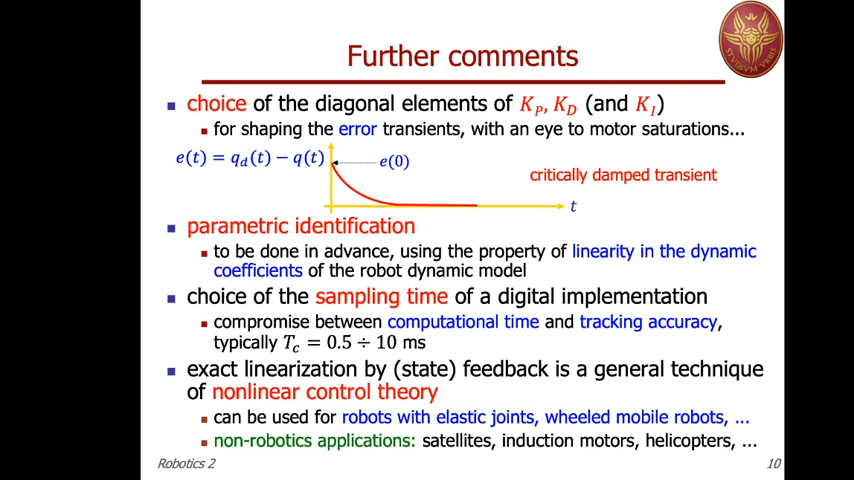 Further comments
choice of the diagonal elements of K_P, K_D (and K_I)
for shaping the error transients, with an eye to motor saturations...
e(t) = q_d(t) − q(t)
e(0)
critically damped transient
t
parametric identification
to be done in advance, using the property of linearity in the dynamic
coefficients of the robot dynamic model
choice of the sampling time of a digital implementation
compromise between computational time and tracking accuracy,
typically T_c = 0.5 ÷ 10 ms
exact linearization by (state) feedback is a general technique
of nonlinear control theory
can be used for robots with elastic joints, wheeled mobile robots, ...
non-robotics applications: satellites, induction motors, helicopters, ...
Robotics 2
10